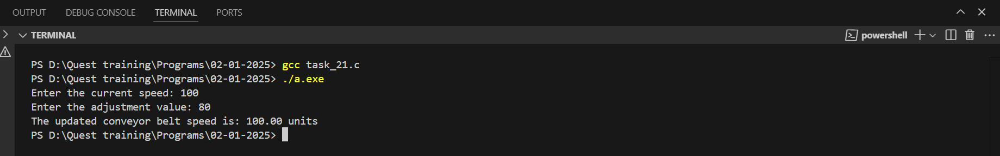 OUTPUT DEBUG CONSOLE TERMINAL PORTS
TERMINAL powershell
PS D:\Quest training\Programs\02-01-2025> gcc task_21.c
PS D:\Quest training\Programs\02-01-2025> ./a.exe
Enter the current speed: 100
Enter the adjustment value: 80
The updated conveyor belt speed is: 100.00 units
PS D:\Quest training\Programs\02-01-2025>